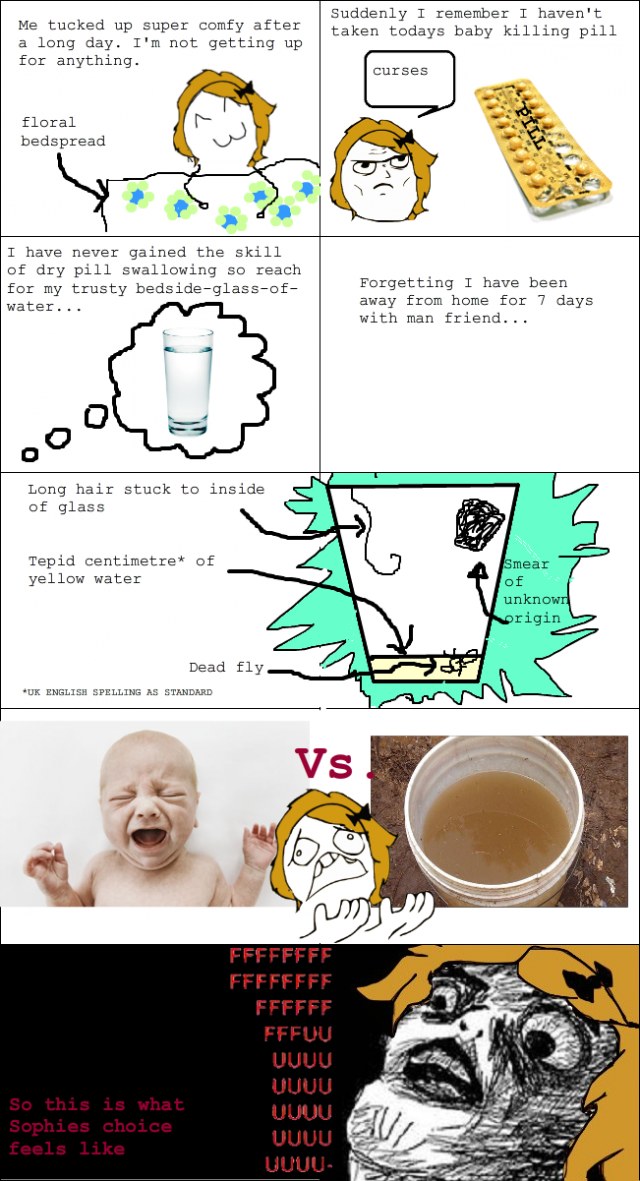 Me tucked up super comfy after
a long day. I'm not getting up
for anything.
floral
bedspread
Suddenly I remember I haven't
taken todays baby killing pill
curses
PILL
I have never gained the skill
of dry pill swallowing so reach
for my trusty bedside-glass-of-
water...
Forgetting I have been
away from home for 7 days
with man friend...
Long hair stuck to inside
of glass
Tepid centimetre* of
yellow water
Smear
of
unknown
origin
Dead fly
*UK ENGLISH SPELLING AS STANDARD
Vs.
FFFFFFFF
FFFFFFFF
FFFFFF
FFFUU
UUUU
UUUU
UUUU
UUUU
UUUU-
So this is what
Sophies choice
feels like